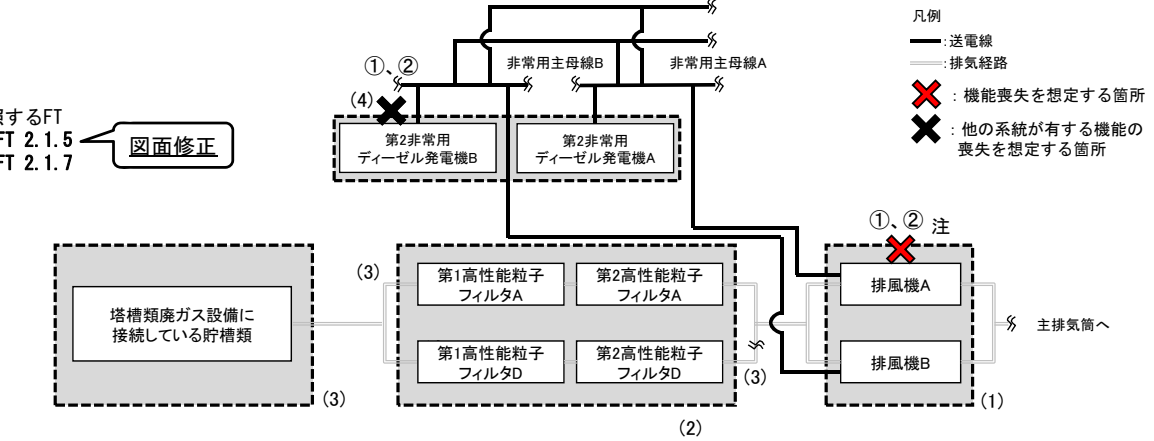 凡例
:送電線
:排気経路
:機能喪失を想定する箇所
:他の系統が有する機能の
喪失を想定する箇所
①、②
非常用主母線B
非常用主母線A
(4)
照するFT
FT 2.1.5
FT 2.1.7
図面修正
第2非常用
ディーゼル発電機B
第2非常用
ディーゼル発電機A
①、② 注
(3)
塔槽類廃ガス設備に
接続している貯槽類
第1高性能粒子
フィルタA
第2高性能粒子
フィルタA
排風機A
主排気筒へ
第1高性能粒子
フィルタD
第2高性能粒子
フィルタD
排風機B
(3)
(3)
(2)
(1)